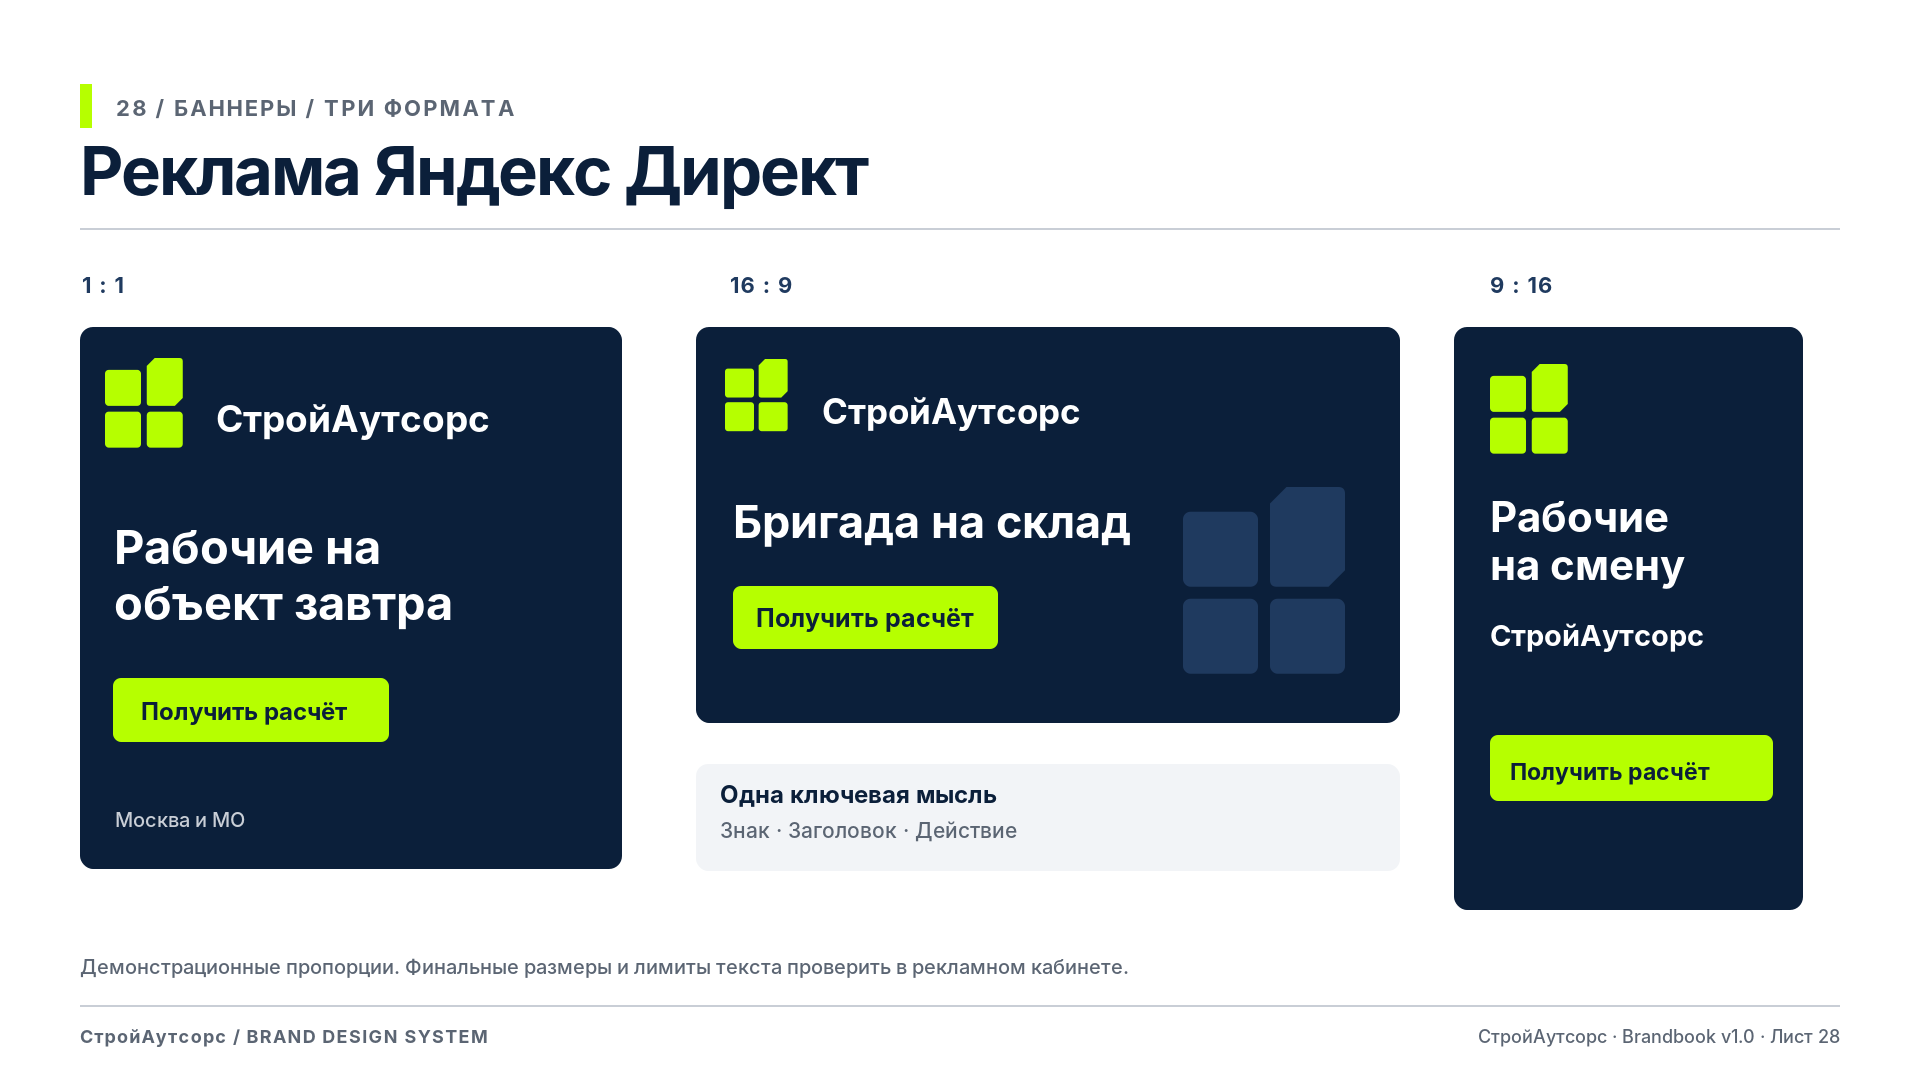 28 / БАННЕРЫ / ТРИ ФОРМАТА
Реклама Яндекс Директ
1 : 1
СтройАутсорс
Рабочие на
объект завтра
Получить расчёт
Москва и МО
16 : 9
СтройАутсорс
Бригада на склад
Получить расчёт
Одна ключевая мысль
Знак · Заголовок · Действие
9 : 16
Рабочие
на смену
СтройАутсорс
Получить расчёт
Демонстрационные пропорции. Финальные размеры и лимиты текста проверить в рекламном кабинете.
СтройАутсорс / BRAND DESIGN SYSTEM
СтройАутсорс · Brandbook v1.0 · Лист 28